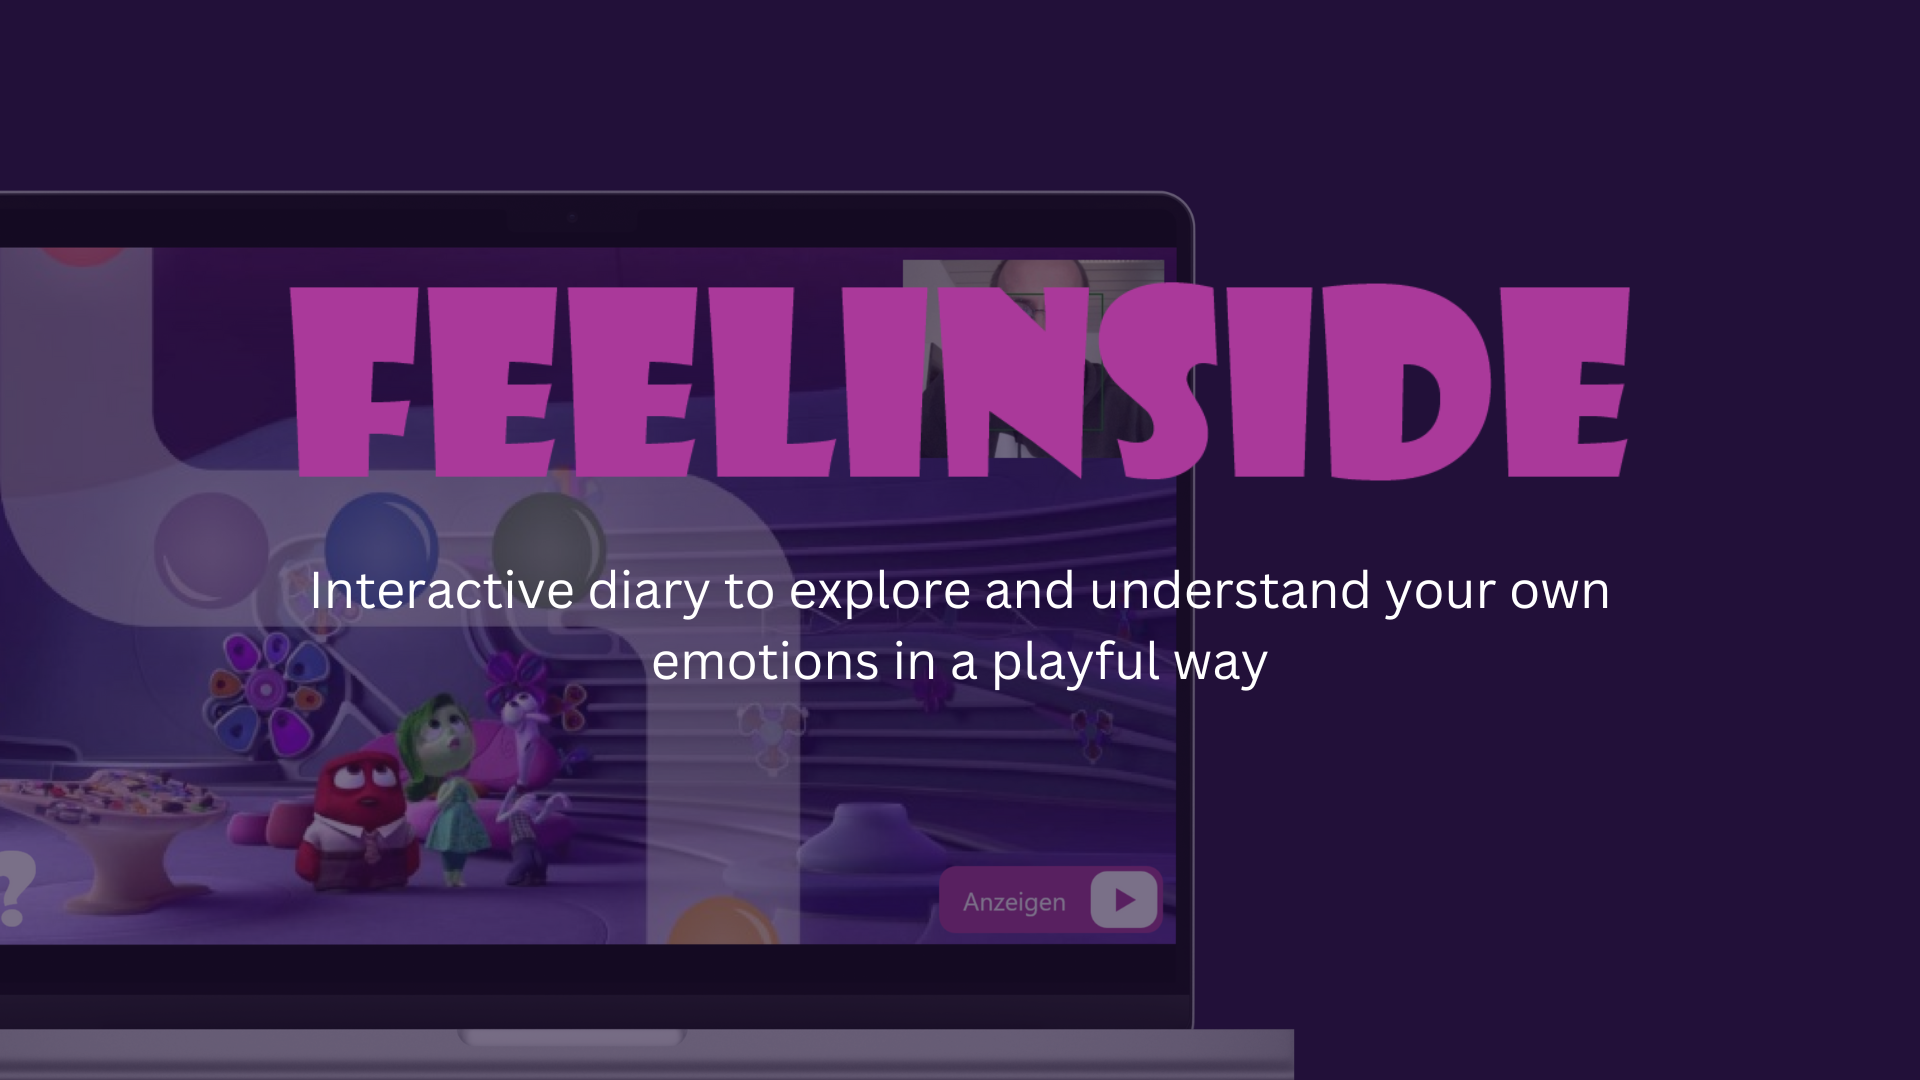 FEELINSIDE
Interactive diary to explore and understand your own
emotions in a playful way
?
Anzeigen